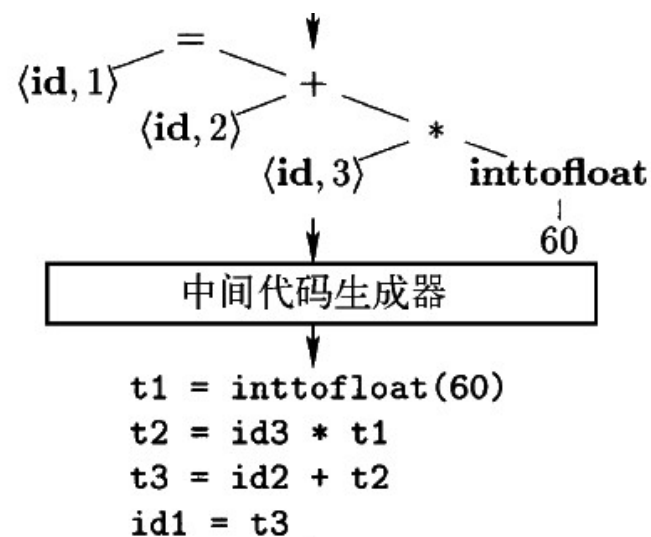 =
⟨id, 1⟩ +
⟨id, 2⟩ *
⟨id, 3⟩ inttofloat
60
中间代码生成器
t1 = inttofloat(60)
t2 = id3 * t1
t3 = id2 + t2
id1 = t3